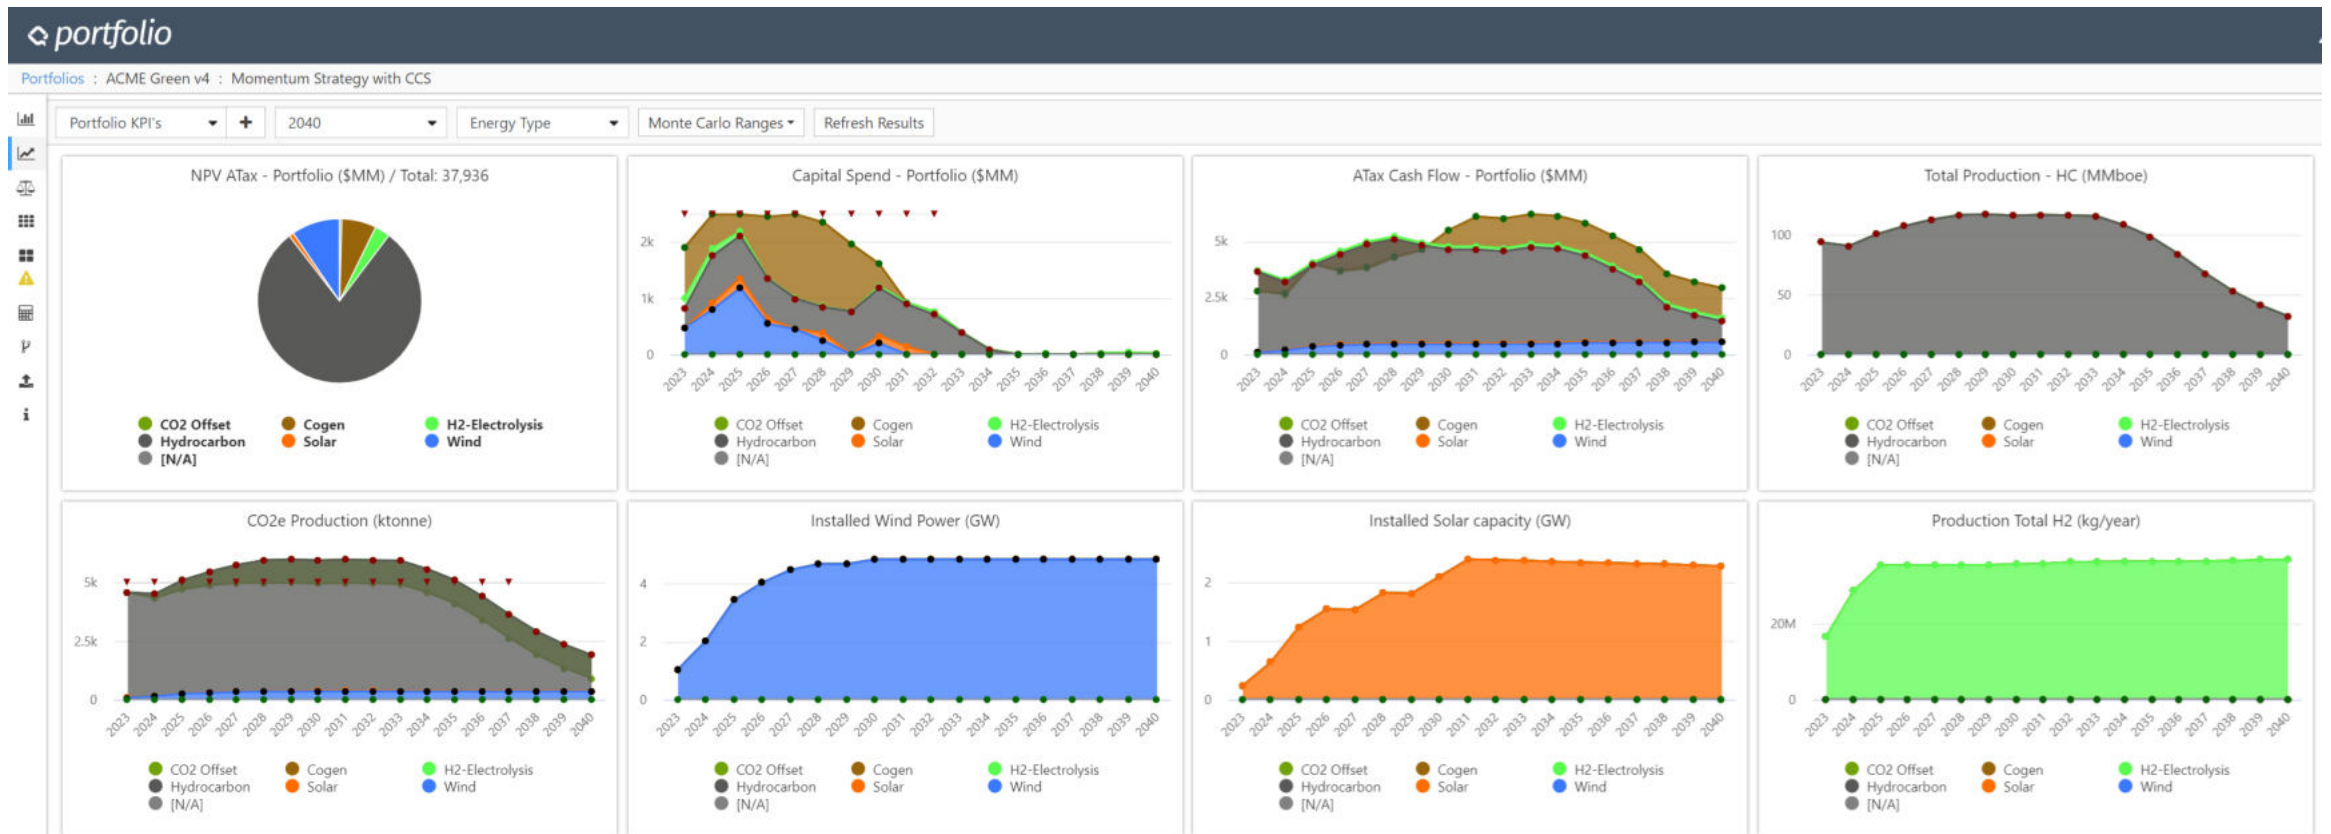 portfolio
Portfolios : ACME Green v4 : Momentum Strategy with CCS
Portfolio KPI's + 2040 Energy Type Monte Carlo Ranges Refresh Results
NPV ATax - Portfolio ($MM) / Total: 37,936
CO2 Offset Cogen H2-Electrolysis
Hydrocarbon Solar Wind
[N/A]
Capital Spend - Portfolio ($MM)
2k
1k
0
2023 2024 2025 2026 2027 2028 2029 2030 2031 2032 2033 2034 2035 2036 2037 2038 2039 2040
CO2 Offset Cogen H2-Electrolysis
Hydrocarbon Solar Wind
[N/A]
ATax Cash Flow - Portfolio ($MM)
5k
2.5k
0
2023 2024 2025 2026 2027 2028 2029 2030 2031 2032 2033 2034 2035 2036 2037 2038 2039 2040
CO2 Offset Cogen H2-Electrolysis
Hydrocarbon Solar Wind
[N/A]
Total Production - HC (MMboe)
100
50
0
2023 2024 2025 2026 2027 2028 2029 2030 2031 2032 2033 2034 2035 2036 2037 2038 2039 2040
CO2 Offset Cogen H2-Electrolysis
Hydrocarbon Solar Wind
[N/A]
CO2e Production (ktonne)
5k
2.5k
0
2023 2024 2025 2026 2027 2028 2029 2030 2031 2032 2033 2034 2035 2036 2037 2038 2039 2040
CO2 Offset Cogen H2-Electrolysis
Hydrocarbon Solar Wind
[N/A]
Installed Wind Power (GW)
4
2
0
2023 2024 2025 2026 2027 2028 2029 2030 2031 2032 2033 2034 2035 2036 2037 2038 2039 2040
CO2 Offset Cogen H2-Electrolysis
Hydrocarbon Solar Wind
[N/A]
Installed Solar capacity (GW)
2
1
0
2023 2024 2025 2026 2027 2028 2029 2030 2031 2032 2033 2034 2035 2036 2037 2038 2039 2040
CO2 Offset Cogen H2-Electrolysis
Hydrocarbon Solar Wind
[N/A]
Production Total H2 (kg/year)
20M
0
2023 2024 2025 2026 2027 2028 2029 2030 2031 2032 2033 2034 2035 2036 2037 2038 2039 2040
CO2 Offset Cogen H2-Electrolysis
Hydrocarbon Solar Wind
[N/A]